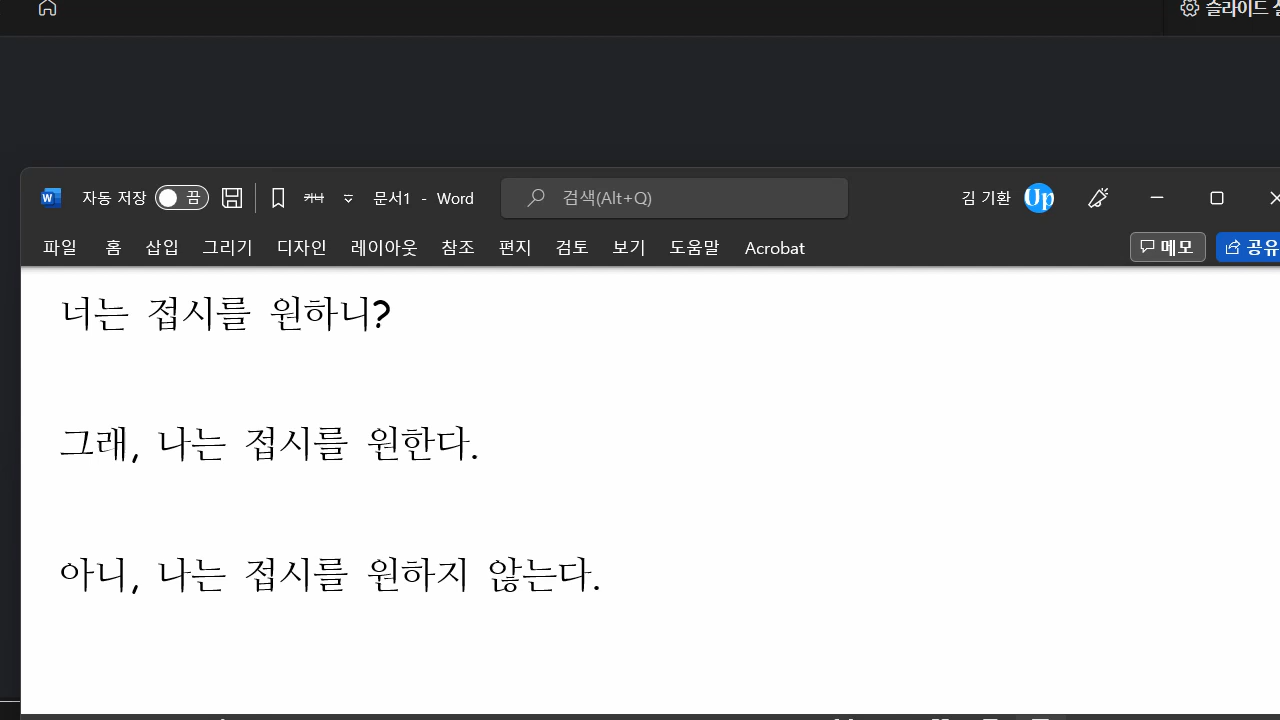 슬라이드
자동 저장 끔 가나 문서1 - Word 검색(Alt+Q) 김 기환 Up
파일 홈 삽입 그리기 디자인 레이아웃 참조 편지 검토 보기 도움말 Acrobat 메모 공유
너는 접시를 원하니?
그래, 나는 접시를 원한다.
아니, 나는 접시를 원하지 않는다.